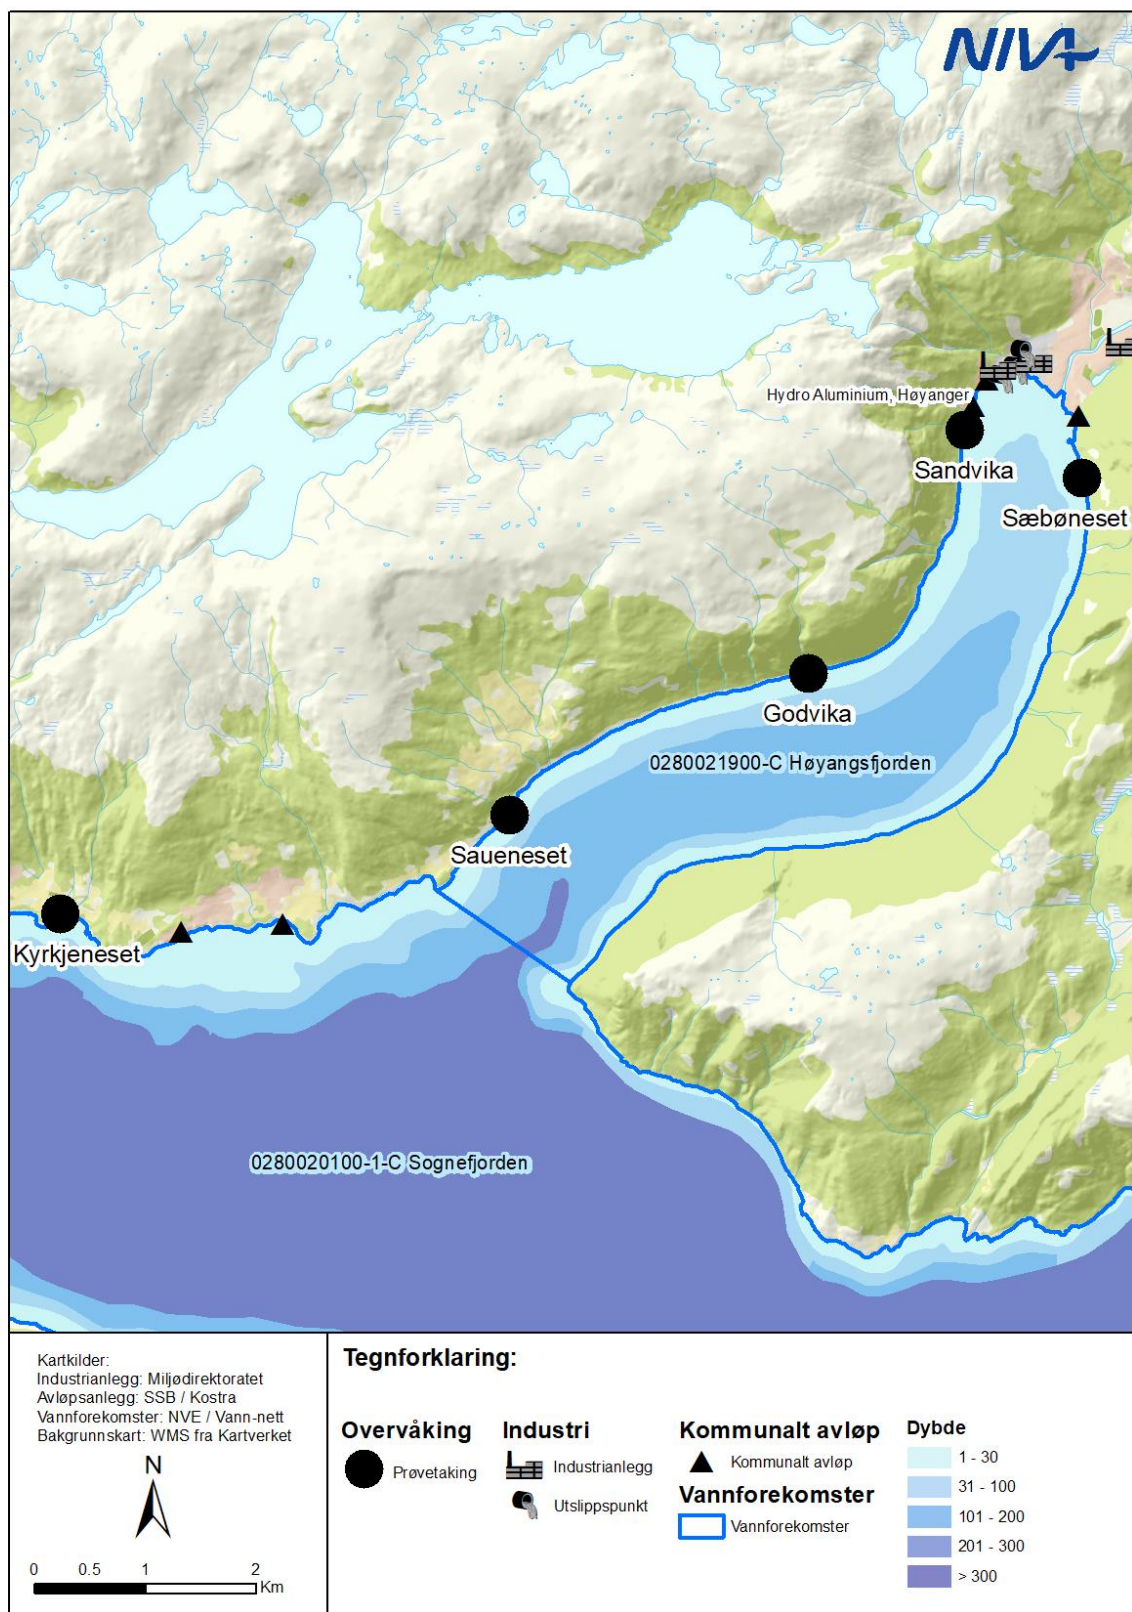 NIVA
Hydro Aluminium, Høyanger
Sandvika
Sæbøneset
Godvika
0280021900-C Høyangsfjorden
Saueneset
Kyrkjeneset
0280020100-1-C Sognefjorden
Kartkilder:
Industrianlegg: Miljødirektoratet
Avløpsanlegg: SSB / Kostra
Vannforekomster: NVE / Vann-nett
Bakgrunnskart: WMS fra Kartverket
N
0 0.5 1 2
Km
Tegnforklaring:
Overvåking
Prøvetaking
Industri
Industrianlegg
Utslippspunkt
Kommunalt avløp
Kommunalt avløp
Vannforekomster
Vannforekomster
Dybde
1 - 30
31 - 100
101 - 200
201 - 300
> 300